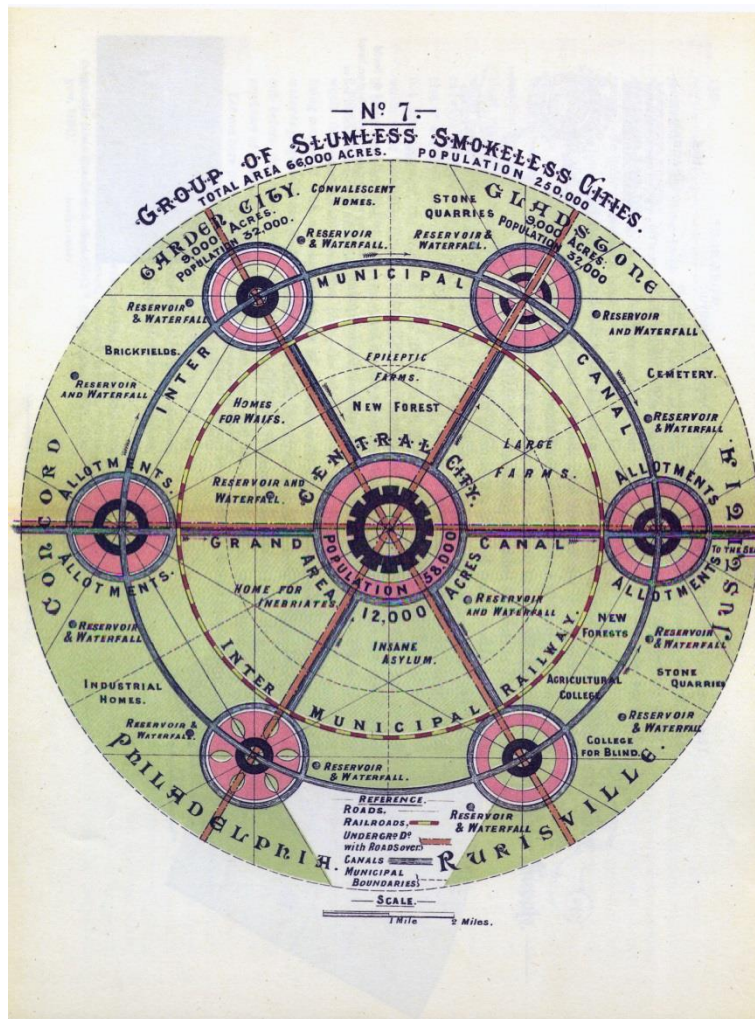 — Nº 7. —
GROUP OF SLUMLESS SMOKELESS CITIES.
TOTAL AREA 66,000 ACRES. POPULATION 250,000
GARDEN CITY.
9,000 ACRES.
POPULATION 32,000
CONVALESCENT
HOMES.
STONE
QUARRIES
GLADSTONE
9,000 ACRES.
POPULATION
32,000
RESERVOIR
& WATERFALL.
RESERVOIR
& WATERFALL.
INTER MUNICIPAL CANAL
RESERVOIR
& WATERFALL
RESERVOIR
AND WATERFALL
BRICKFIELDS.
RESERVOIR
AND WATERFALL
EPILEPTIC
FARMS.
CEMETERY.
HOMES
FOR WAIFS.
NEW FOREST
RESERVOIR
& WATERFALL
LARGE
FARMS.
CENTRAL CITY.
CONCORD
ALLOTMENTS.
RESERVOIR AND
WATERFALL.
ALLOTMENTS
JUSTITIA
GRAND CANAL
TO THE SEA
POPULATION 58,000
AREA 12,000 ACRES
ALLOTMENTS.
ALLOTMENTS
HOME FOR
INEBRIATES
RESERVOIR
AND WATERFALL
RESERVOIR
& WATERFALL
NEW
FORESTS
RESERVOIR
& WATERFALL
INSANE
ASYLUM.
INTER MUNICIPAL RAILWAY.
STONE
QUARRIES
INDUSTRIAL
HOMES.
AGRICULTURAL
COLLEGE
RESERVOIR
& WATERFALL
RESERVOIR &
WATERFALL.
COLLEGE
FOR BLIND.
RESERVOIR
& WATERFALL.
PHILADELPHIA.
RURISVILLE.
RESERVOIR
& WATERFALL
REFERENCE.
ROADS.
RAILROADS.
UNDERGRD Dº
with ROADS over
CANALS
MUNICIPAL
BOUNDARIES
SCALE.
1 Mile 2 Miles.